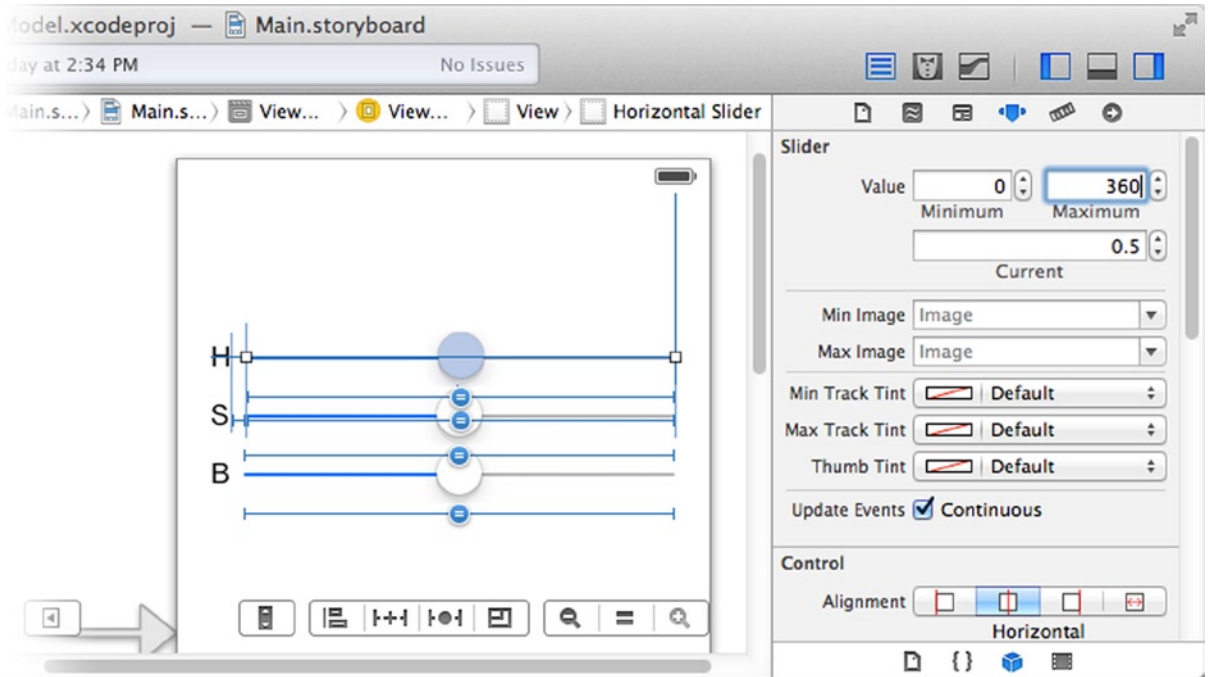 Model.xcodeproj — Main.storyboard
day at 2:34 PM No Issues
Main.s... Main.s... View... View... View Horizontal Slider
Slider
Value 0 360
Minimum Maximum
0.5
Current
Min Image Image
Max Image Image
H
Min Track Tint Default
S
Max Track Tint Default
B
Thumb Tint Default
Update Events Continuous
Control
Alignment
Horizontal